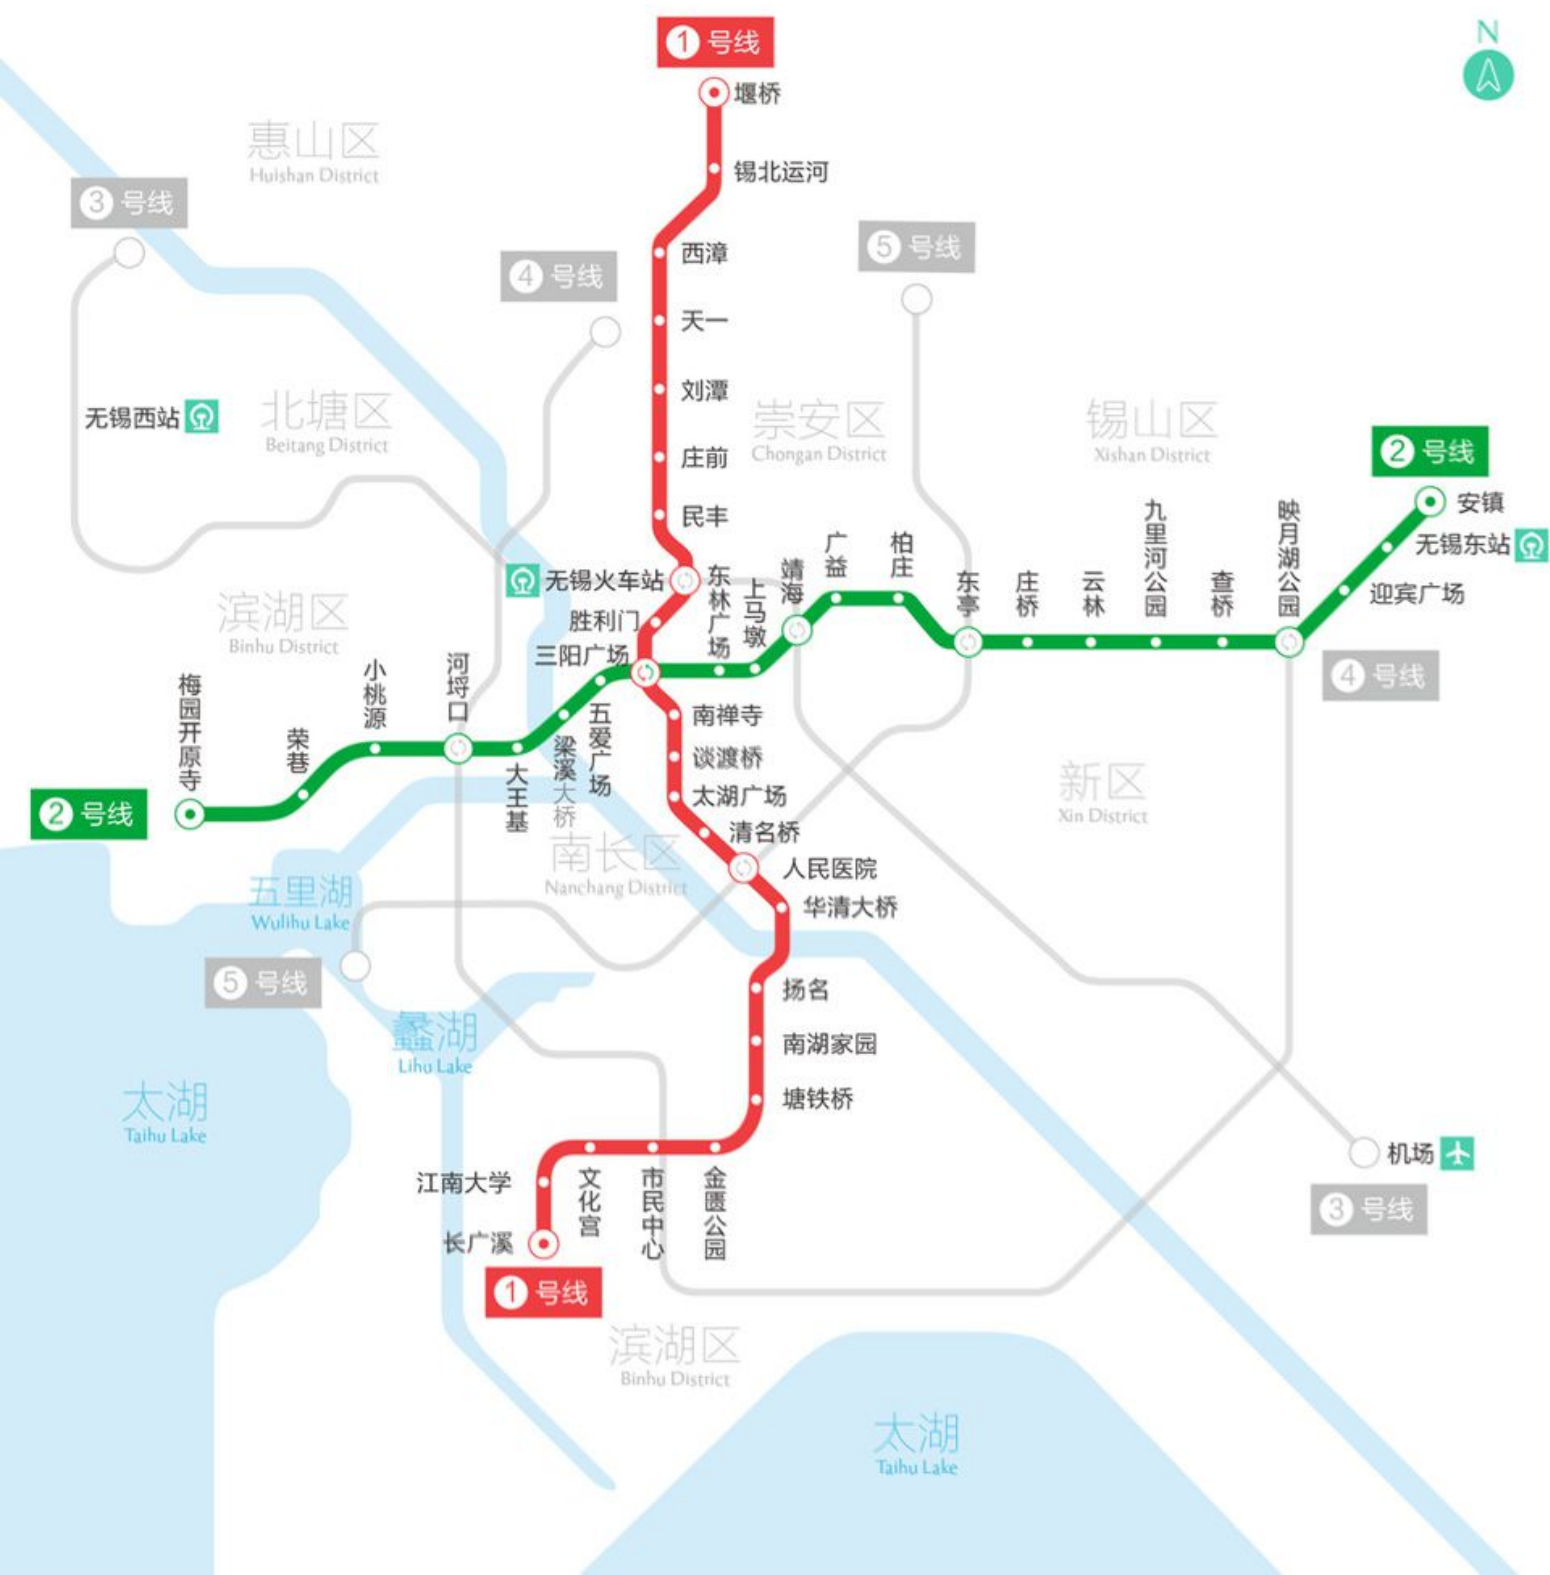 1 号线
N
堰桥
锡北运河
惠山区
Huishan District
3 号线
4 号线
5 号线
西漳
天一
刘潭
庄前
民丰
无锡西站
北塘区
Beitang District
崇安区
Chongan District
锡山区
Xishan District
2 号线
安镇
无锡东站
迎宾广场
映月湖公园
查桥
九里河公园
云林
庄桥
东亭
柏庄
广益
靖海
上马墩
东林广场
无锡火车站
胜利门
三阳广场
4 号线
滨湖区
Binhu District
梅园开原寺
荣巷
小桃源
河埒口
大王基
梁溪大桥
五爱广场
2 号线
南禅寺
谈渡桥
太湖广场
清名桥
人民医院
华清大桥
新区
Xin District
南长区
Nanchang District
五里湖
Wulihu Lake
5 号线
扬名
南湖家园
塘铁桥
蠡湖
Lihu Lake
太湖
Taihu Lake
机场
3 号线
江南大学
长广溪
文化宫
市民中心
金匮公园
1 号线
滨湖区
Binhu District
太湖
Taihu Lake